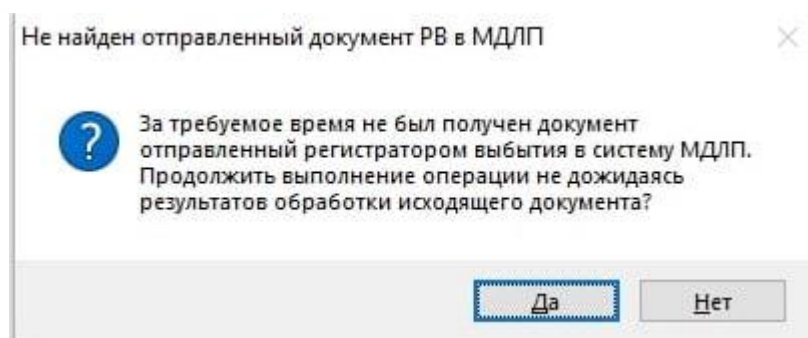 Не найден отправленный документ РВ в МДЛП
За требуемое время не был получен документ
отправленный регистратором выбытия в систему МДЛП.
Продолжить выполнение операции не дожидаясь
результатов обработки исходящего документа?
Да
Нет